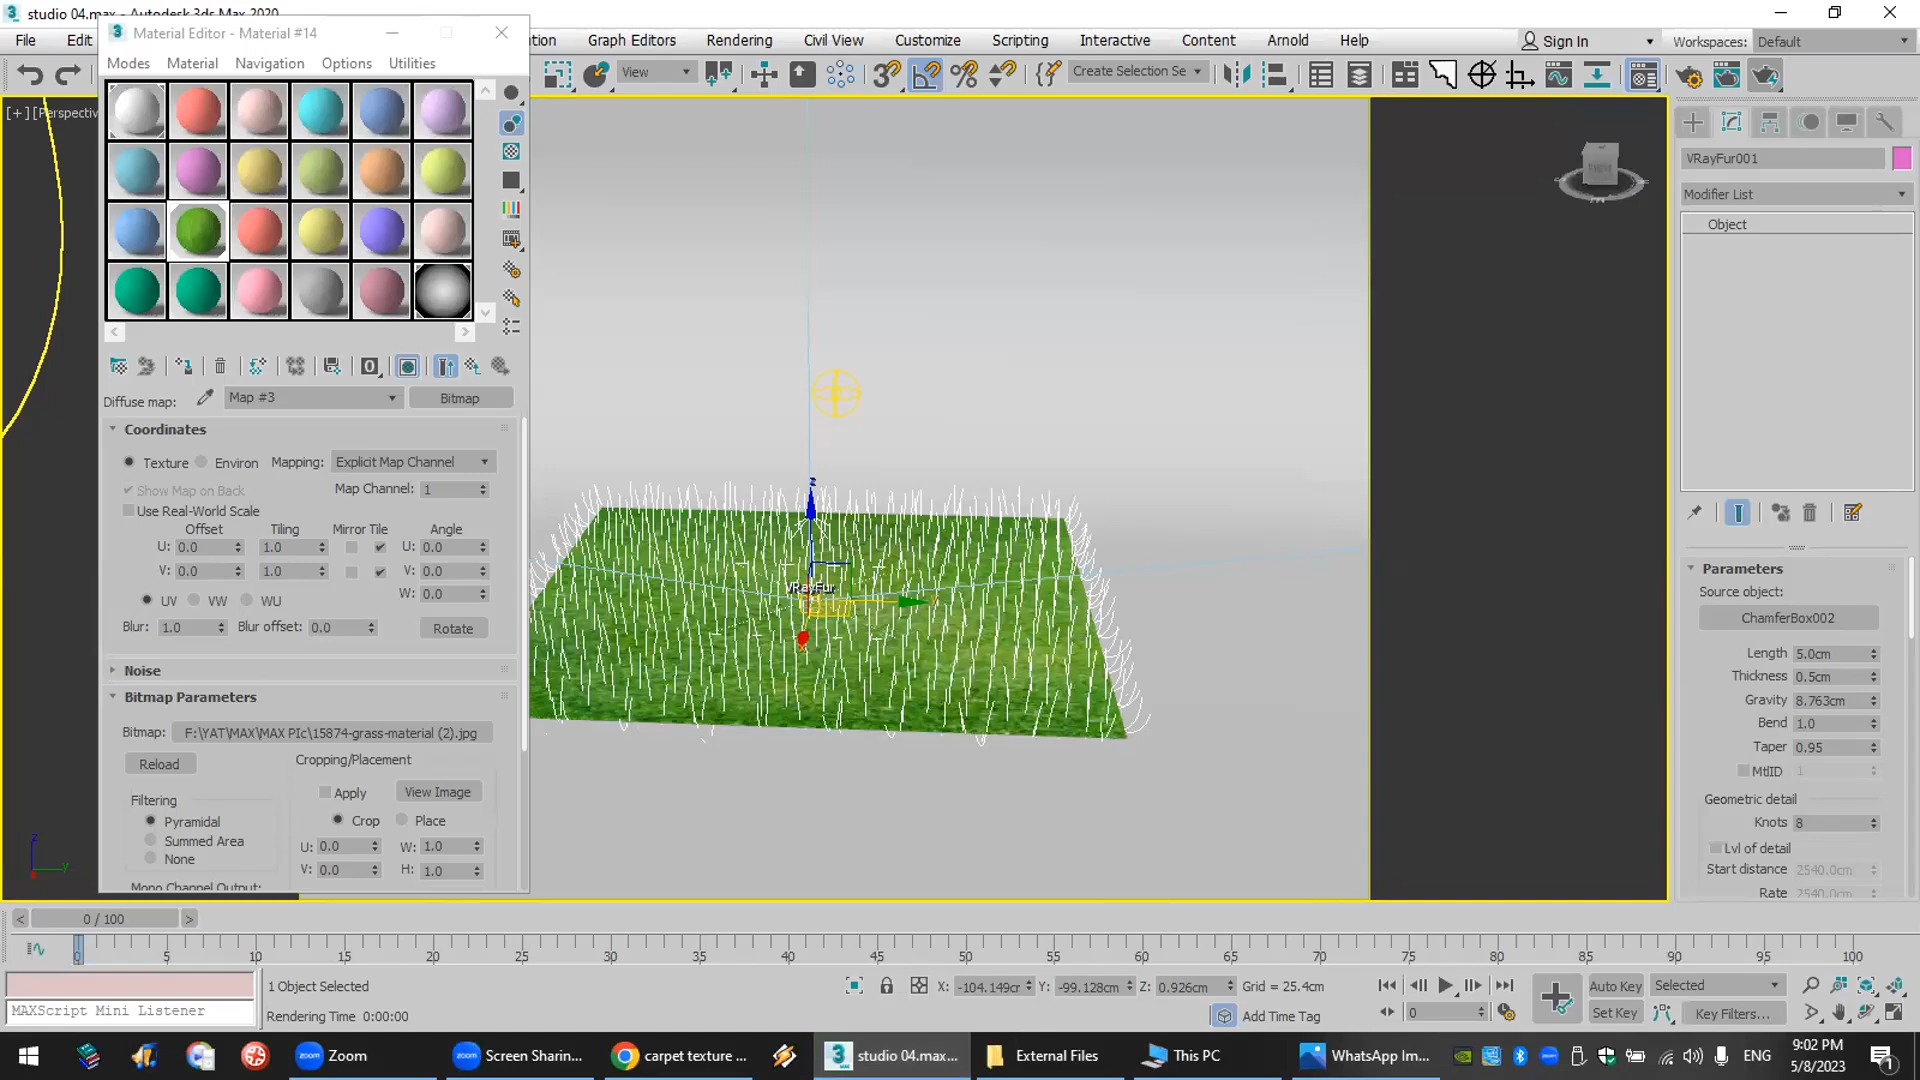 studio 04.max - Autodesk 3ds Max 2020
File Edit
Material Editor - Material #14
Modes Material Navigation Options Utilities
Graph Editors Rendering Civil View Customize Scripting Interactive Content Arnold Help
Sign In
Workspaces: Default
View
Create Selection Se
[+] [Perspectiv
VRayFur001
Modifier List
Object
Diffuse map: Map #3 Bitmap
Coordinates
Texture Environ Mapping: Explicit Map Channel
Show Map on Back Map Channel: 1
Use Real-World Scale
Offset Tiling Mirror Tile Angle
U: 0.0 1.0 U: 0.0
V: 0.0 1.0 V: 0.0
W: 0.0
UV VW WU
Blur: 1.0 Blur offset: 0.0 Rotate
Noise
Bitmap Parameters
Bitmap: F:\YAT\MAX\MAX PIc\15874-grass-material (2).jpg
Reload
Cropping/Placement
Apply View Image
Crop Place
U: 0.0 W: 1.0
V: 0.0 H: 1.0
Filtering
Pyramidal
Summed Area
None
Mono Channel Output:
z
VRayFur
y
x
Parameters
Source object:
ChamferBox002
Length 5.0cm
Thickness 0.5cm
Gravity 8.763cm
Bend 1.0
Taper 0.95
MtlID 1
Geometric detail
Knots 8
Lvl of detail
Start distance 2540.0cm
Rate 2540.0cm
z
y
< 0 / 100 >
0 5 10 15 20 25 30 35 40 45 50 55 60 65 70 75 80 85 90 95 100
1 Object Selected
X: -104.149cr Y: -99.128cm Z: 0.926cm Grid = 25.4cm
Auto Key Selected
MAXScript Mini Listener
Rendering Time 0:00:00
Add Time Tag
0
Set Key Key Filters...
zoom Zoom
zoom Screen Sharin...
carpet texture ...
studio 04.max...
External Files
This PC
WhatsApp Im...
ENG
9:02 PM
5/8/2023
1